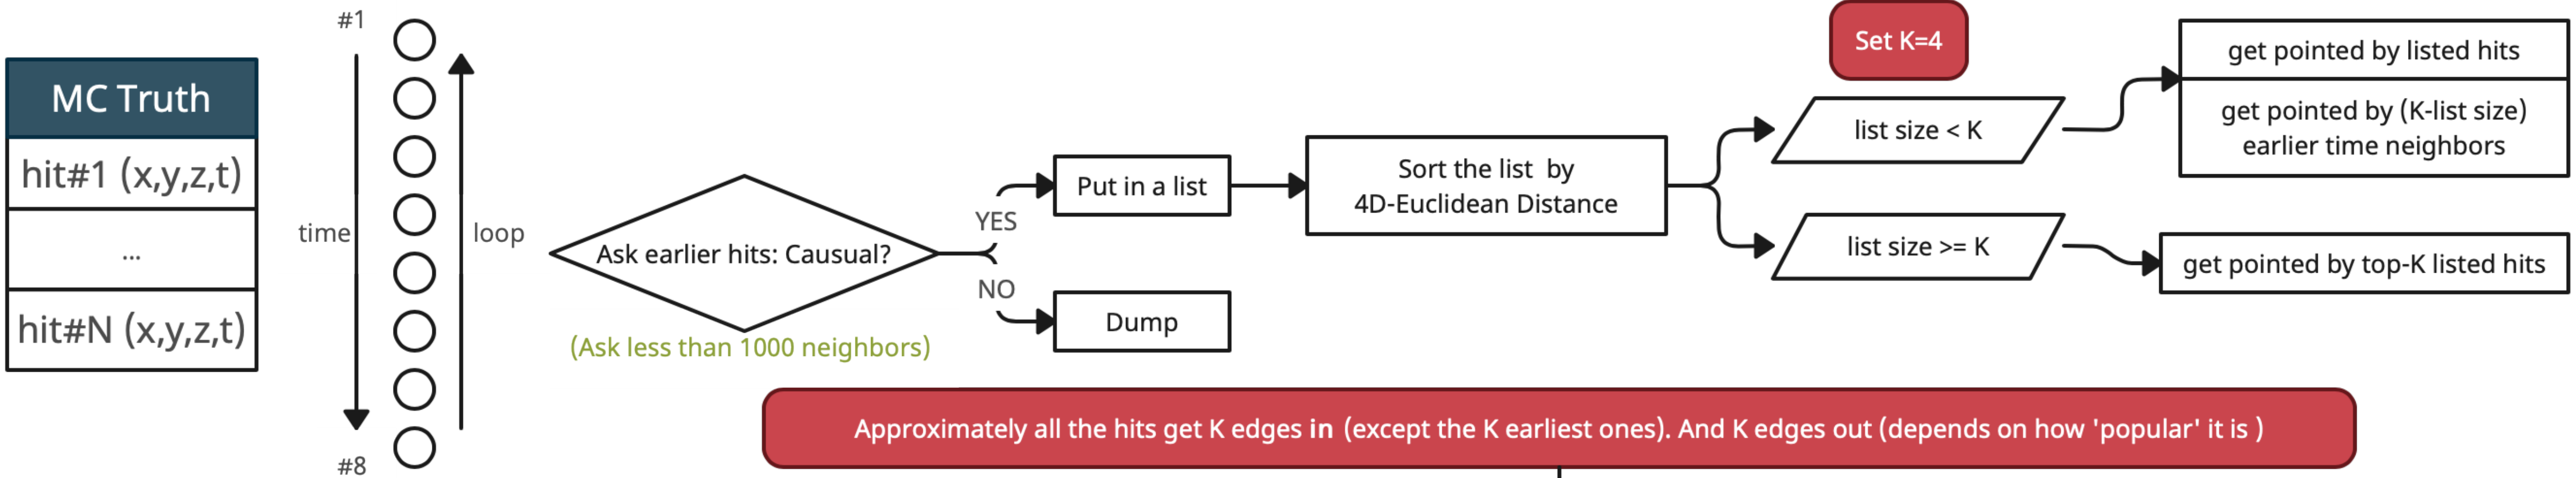 MC Truth
hit#1 (x,y,z,t)
...
hit#N (x,y,z,t)
#1
time
loop
#8
Ask earlier hits: Causual?
(Ask less than 1000 neighbors)
YES
NO
Put in a list
Dump
Sort the list by
4D-Euclidean Distance
Set K=4
list size < K
list size >= K
get pointed by listed hits
get pointed by (K-list size)
earlier time neighbors
get pointed by top-K listed hits
Approximately all the hits get K edges in (except the K earliest ones). And K edges out (depends on how 'popular' it is )